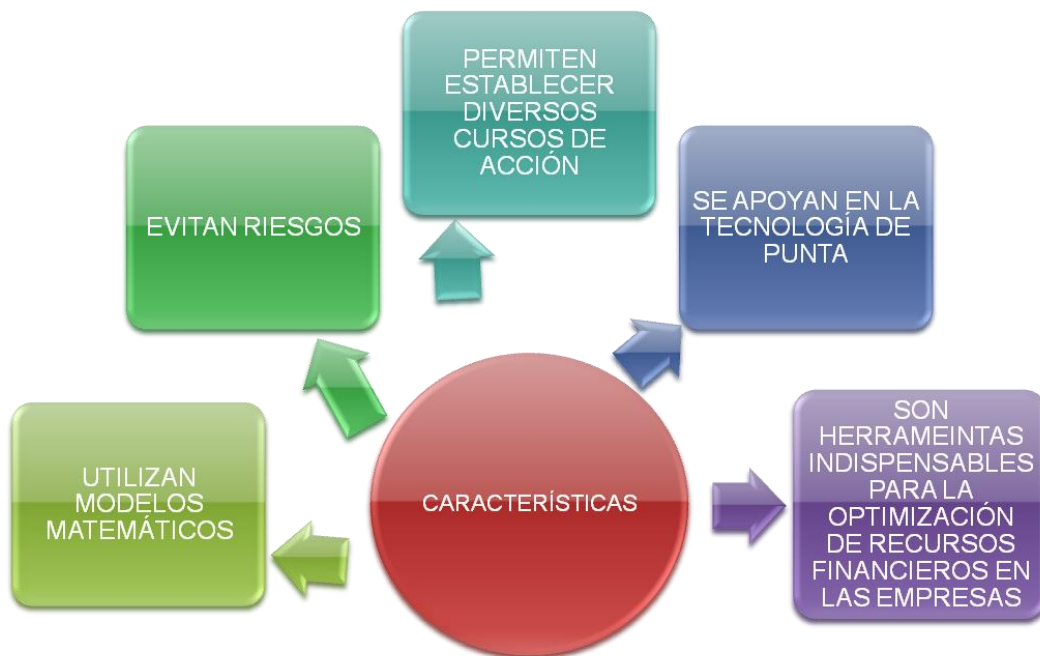 PERMITEN
ESTABLECER
DIVERSOS
CURSOS DE
ACCIÓN
EVITAN RIESGOS
SE APOYAN EN LA
TECNOLOGÍA DE
PUNTA
UTILIZAN
MODELOS
MATEMÁTICOS
CARACTERÍSTICAS
SON
HERRAMEINTAS
INDISPENSABLES
PARA LA
OPTIMIZACIÓN
DE RECURSOS
FINANCIEROS EN
LAS EMPRESAS